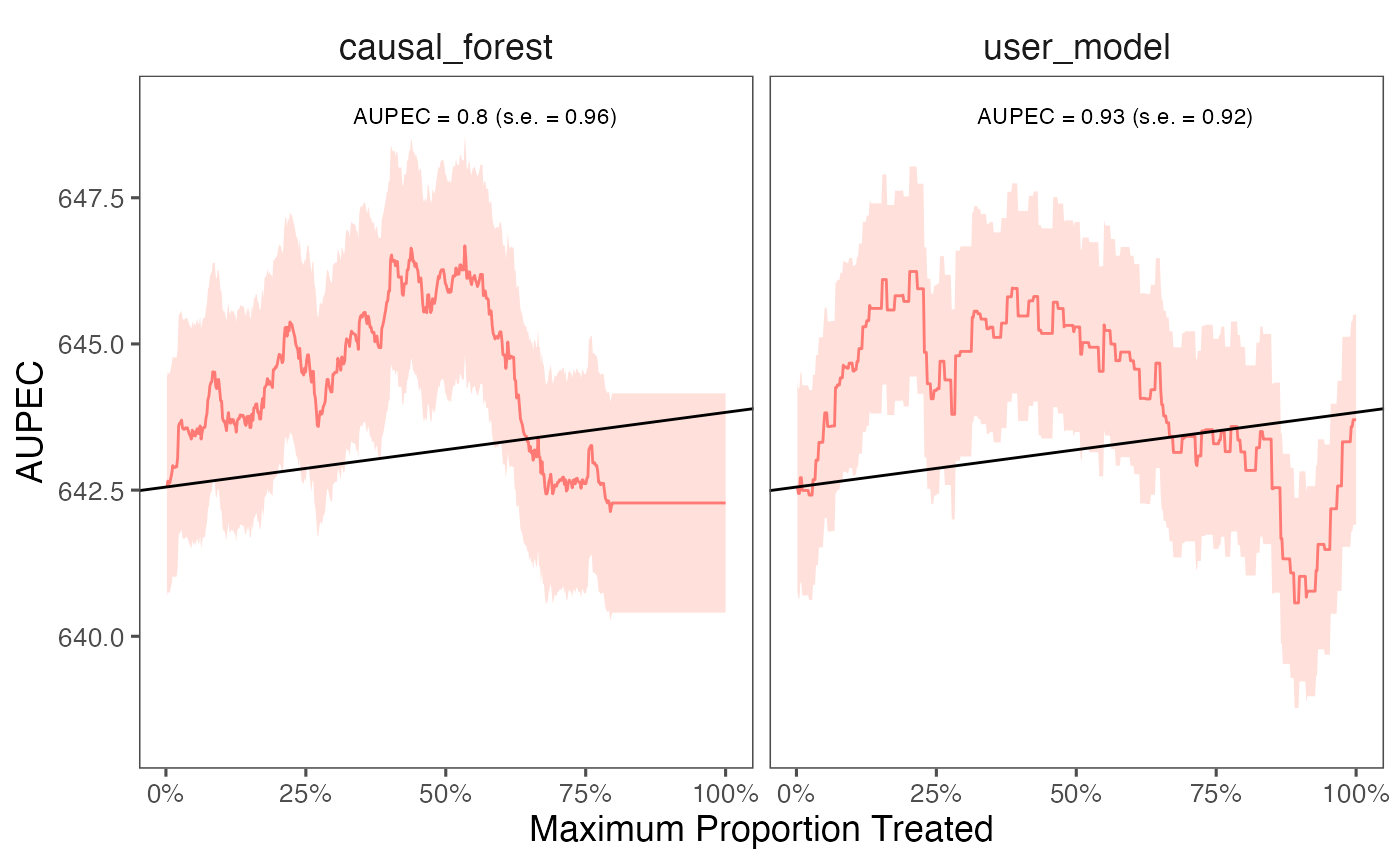 causal_forest
user_model
AUPEC = 0.8 (s.e. = 0.96)
AUPEC = 0.93 (s.e. = 0.92)
AUPEC
647.5
645.0
642.5
640.0
0%
25%
50%
75%
100%
0%
25%
50%
75%
100%
Maximum Proportion Treated